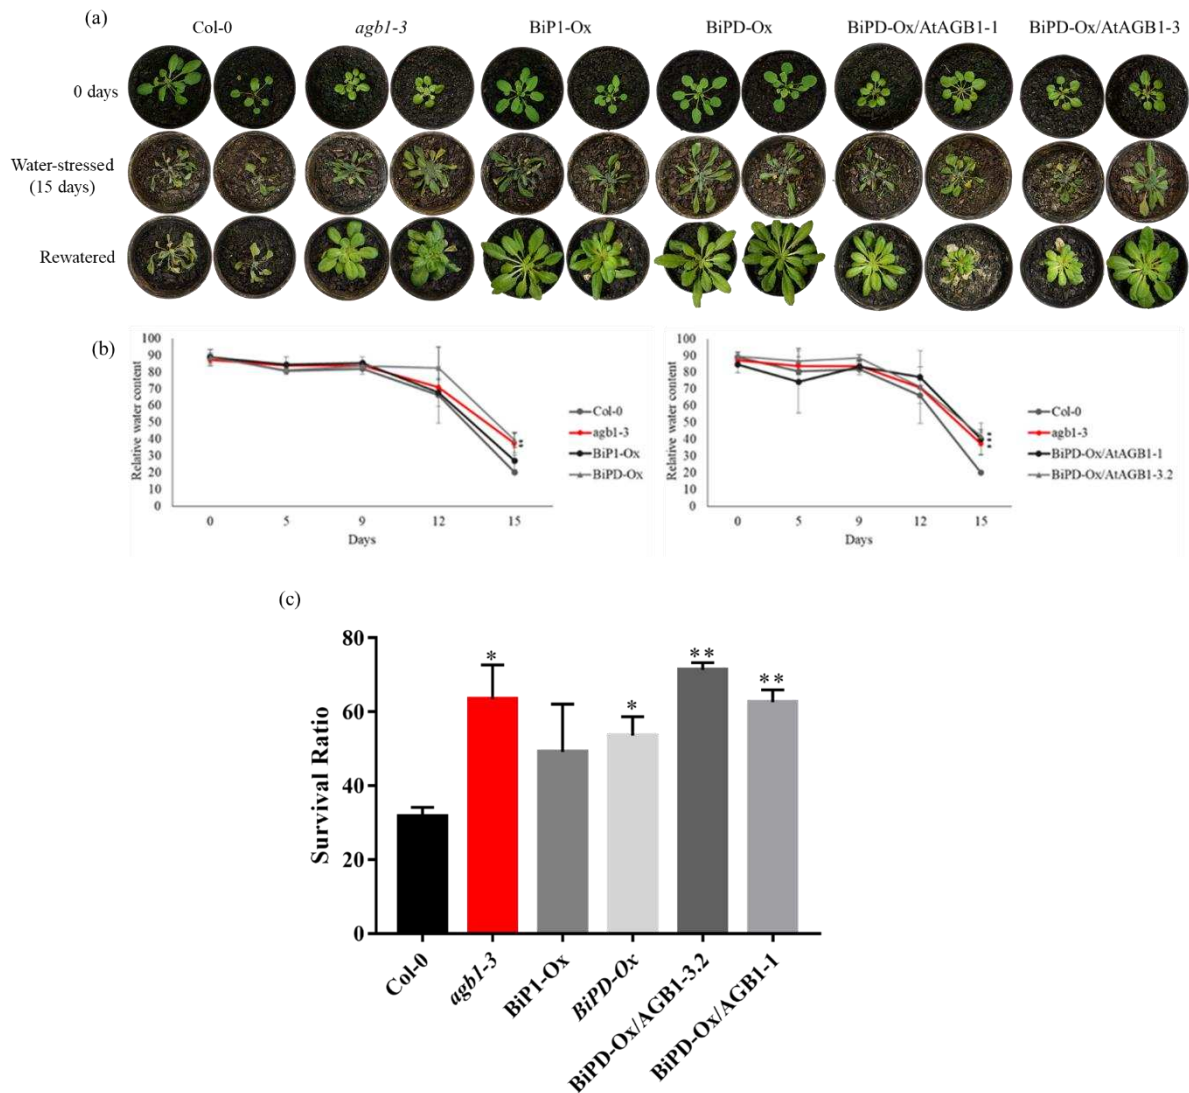 (a)
Col-0 agb1-3 BiP1-Ox BiPD-Ox BiPD-Ox/AtAGB1-1 BiPD-Ox/AtAGB1-3
0 days
Water-stressed
(15 days)
Rewatered
(b)
Relative water content
100
90
80
70
60
50
40
30
20
10
0
**
0 5 9 12 15
Days
Col-0
agb1-3
BiP1-Ox
BiPD-Ox
Relative water content
100
90
80
70
60
50
40
30
20
10
0
***
0 5 9 12 15
Days
Col-0
agb1-3
BiPD-Ox/AtAGB1-1
BiPD-Ox/AtAGB1-3.2
(c)
Survival Ratio
80
60
40
20
0
* * ** **
Col-0
agb1-3
BiP1-Ox
BiPD-Ox
BiPD-Ox/AGB1-3.2
BiPD-Ox/AGB1-1